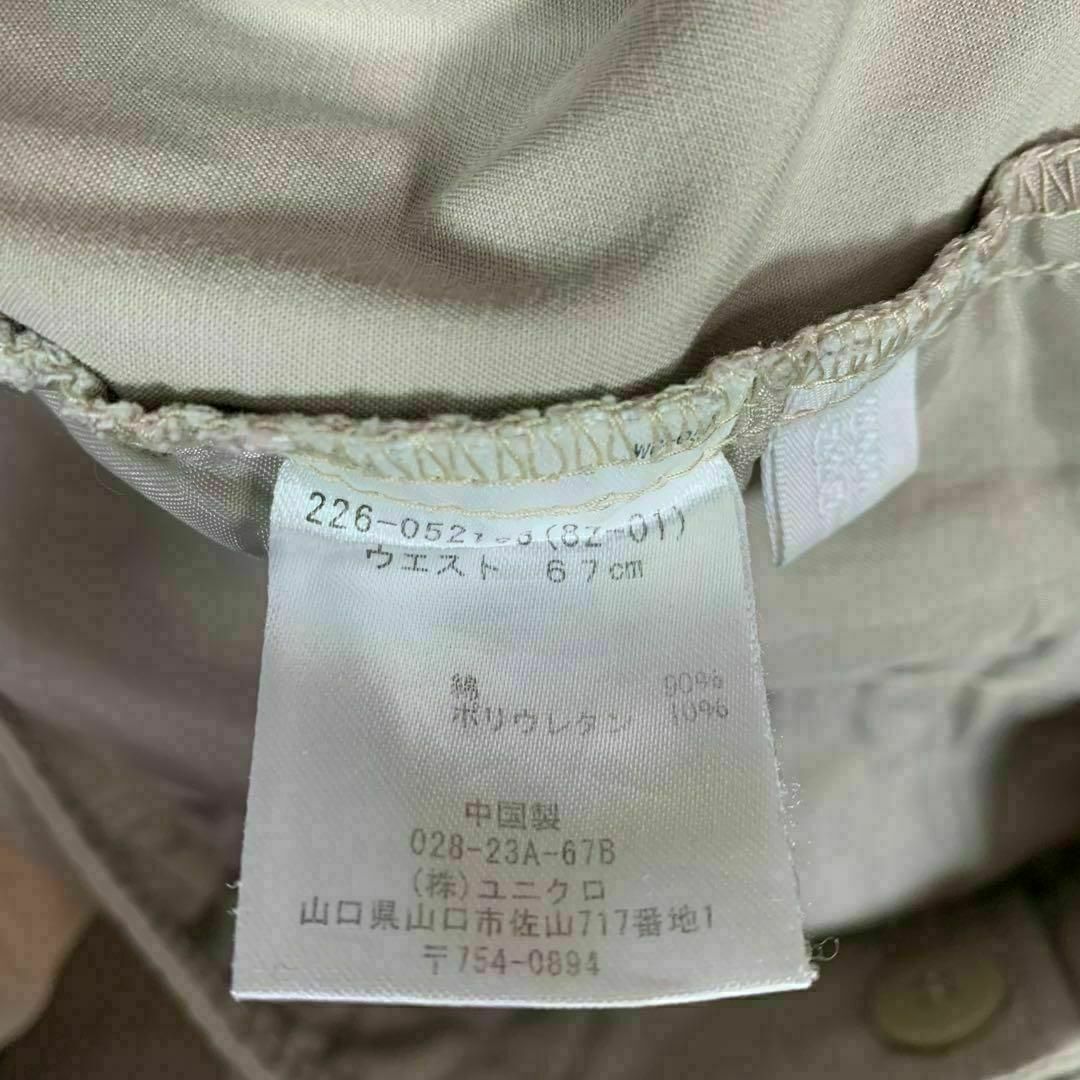 (8Z-01)
ウエスト 67cm
綿 90%
ポリウレタン 10%
中国製
028-23A-67B
(株)ユニクロ
山口県山口市佐山717番地1
〒754-0894